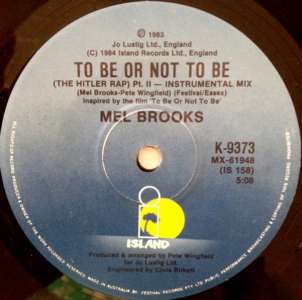 ℗ 1983
Jo Lustig Ltd., England
(C) 1984 Island Records Ltd., England
TO BE OR NOT TO BE
(THE HITLER RAP) Pt. II — INSTRUMENTAL MIX
(Mel Brooks-Pete Wingfield) (Festival/Essex)
Inspired by the film 'To Be Or Not To Be'
MEL BROOKS
K-9373
MX-61948
(IS 158)
5:08
ISLAND
Produced & arranged by Pete Wingfield
for Jo Lustig Ltd.
Engineered by Chris Birkett